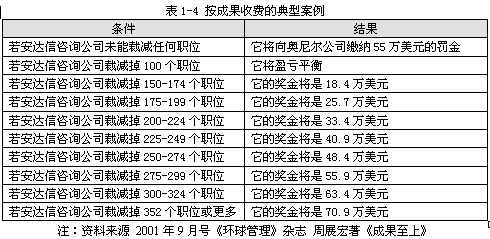 表 1-4 按成果收费的典型案例
条件 结果
若安达信咨询公司未能裁减任何职位 它将向奥尼尔公司缴纳 55 万美元的罚金
若安达信咨询公司裁减掉 100 个职位 它将盈亏平衡
若安达信咨询公司裁减掉 150-174 个职位 它的奖金将是 18.4 万美元
若安达信咨询公司裁减掉 175-199 个职位 它的奖金将是 25.7 万美元
若安达信咨询公司裁减掉 200-224 个职位 它的奖金将是 33.4 万美元
若安达信咨询公司裁减掉 225-249 个职位 它的奖金将是 40.9 万美元
若安达信咨询公司裁减掉 250-274 个职位 它的奖金将是 48.4 万美元
若安达信咨询公司裁减掉 275-299 个职位 它的奖金将是 55.9 万美元
若安达信咨询公司裁减掉 300-324 个职位 它的奖金将是 63.4 万美元
若安达信咨询公司裁减掉 352 个职位或更多 它的奖金将是 70.9 万美元
注：资料来源 2001 年 9 月号《环球管理》杂志 周展宏著《成果至上》